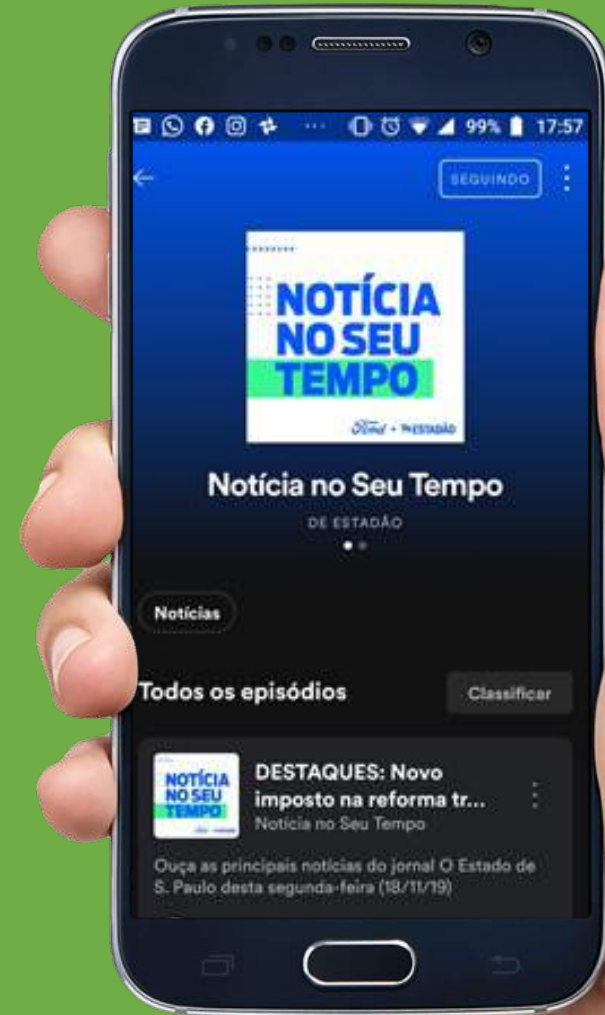 99% 17:57
SEGUINDO
NOTÍCIA
NO SEU
TEMPO
Ford + ESTADÃO
Notícia no Seu Tempo
DE ESTADÃO
Notícias
Todos os episódios
Classificar
NOTÍCIA
NO SEU
TEMPO
DESTAQUES: Novo
imposto na reforma tr...
Notícia no Seu Tempo
Ouça as principais notícias do jornal O Estado de
S. Paulo desta segunda-feira (18/11/19)